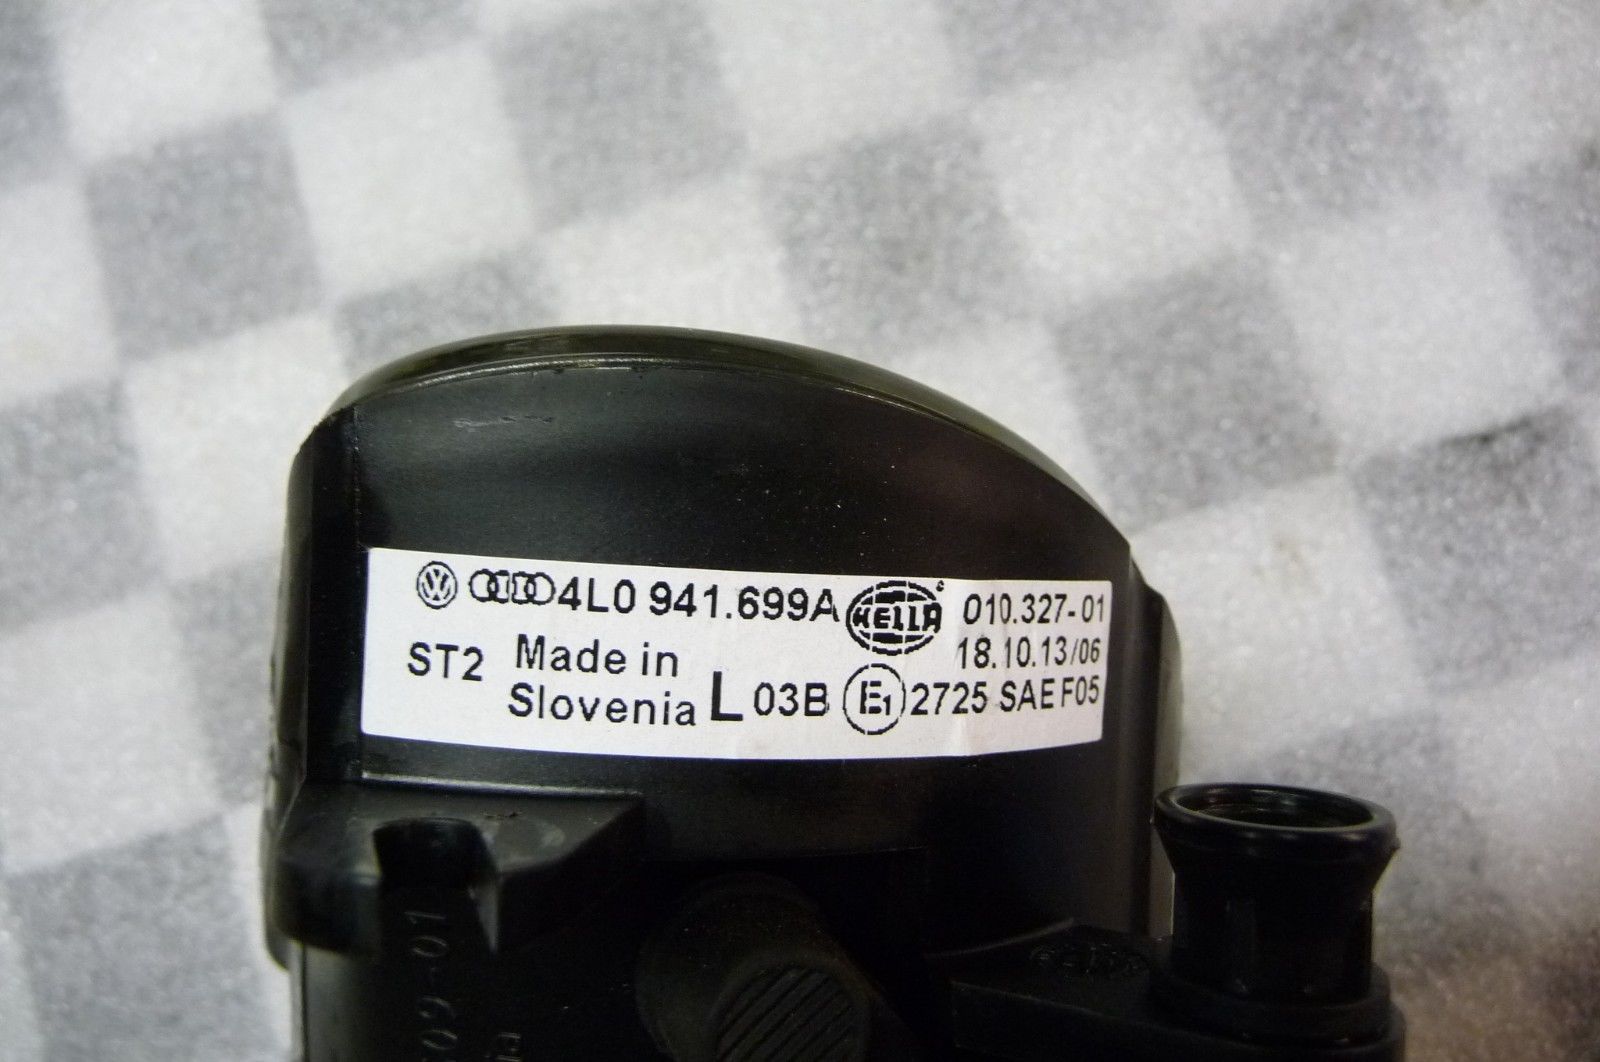 4L0 941.699A HELLA 010.327-01
ST2 Made in Slovenia 18.10.13/06
L 03B E1 2725 SAE F05
HELLA